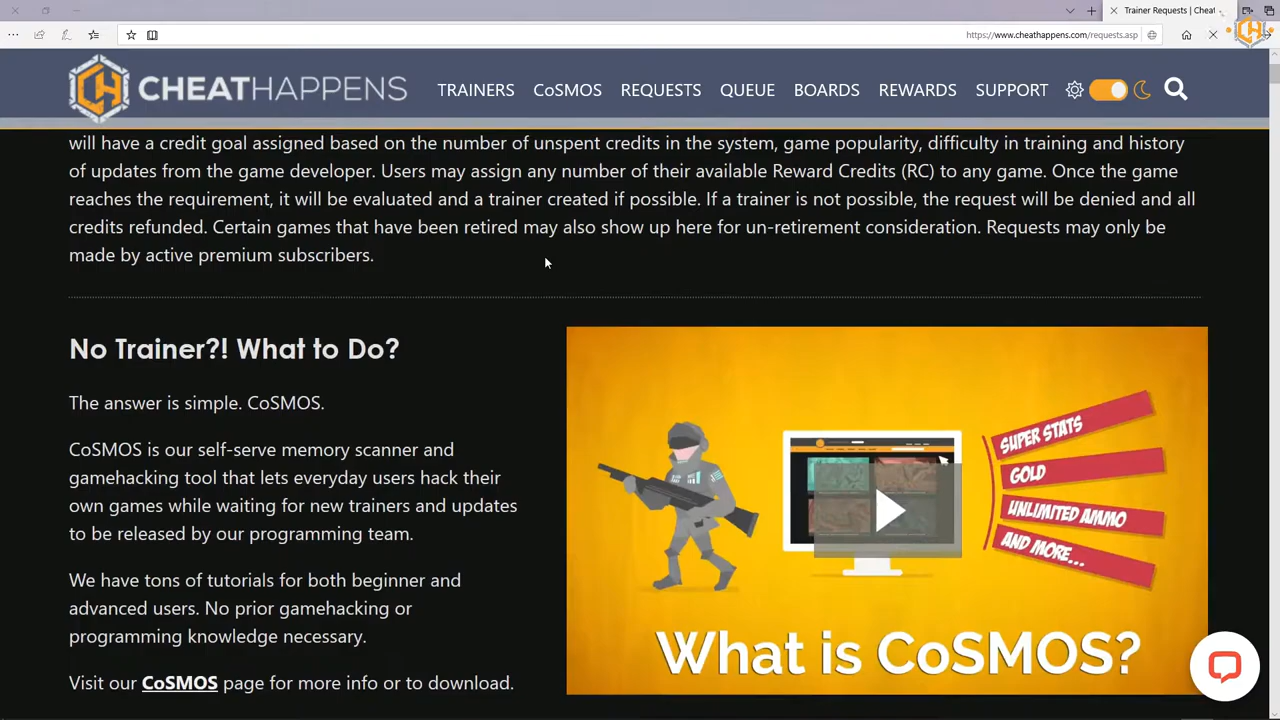 Trainer Requests | Cheat
https://www.cheathappens.com/requests.asp
CHEATHAPPENS
TRAINERS CoSMOS REQUESTS QUEUE BOARDS REWARDS SUPPORT
will have a credit goal assigned based on the number of unspent credits in the system, game popularity, difficulty in training and history
of updates from the game developer. Users may assign any number of their available Reward Credits (RC) to any game. Once the game
reaches the requirement, it will be evaluated and a trainer created if possible. If a trainer is not possible, the request will be denied and all
credits refunded. Certain games that have been retired may also show up here for un-retirement consideration. Requests may only be
made by active premium subscribers.
No Trainer?! What to Do?
The answer is simple. CoSMOS.
CoSMOS is our self-serve memory scanner and
gamehacking tool that lets everyday users hack their
own games while waiting for new trainers and updates
to be released by our programming team.
We have tons of tutorials for both beginner and
advanced users. No prior gamehacking or
programming knowledge necessary.
Visit our CoSMOS page for more info or to download.
SUPER STATS
GOLD
UNLIMITED AMMO
AND MORE...
What is CoSMOS?